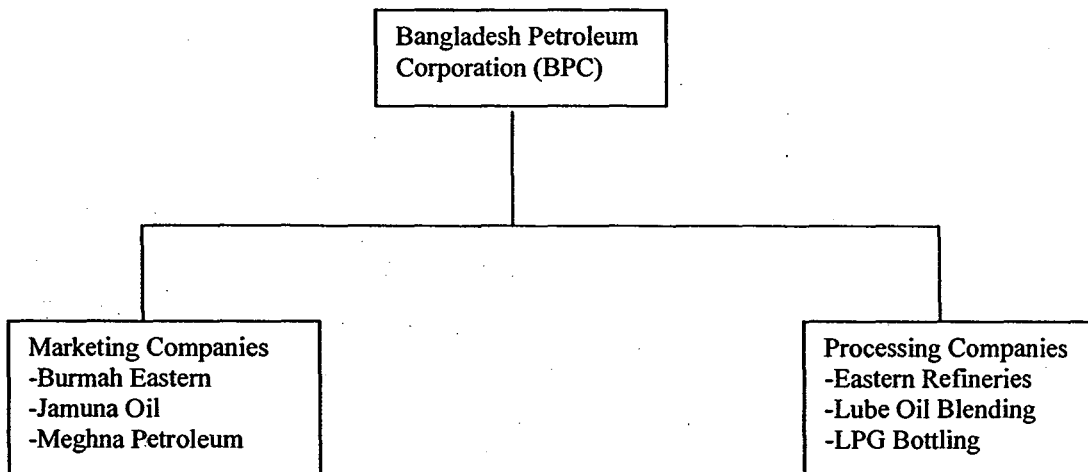 Bangladesh Petroleum
Corporation (BPC)
Marketing Companies
-Burmah Eastern
-Jamuna Oil
-Meghna Petroleum
Processing Companies
-Eastern Refineries
-Lube Oil Blending
-LPG Bottling